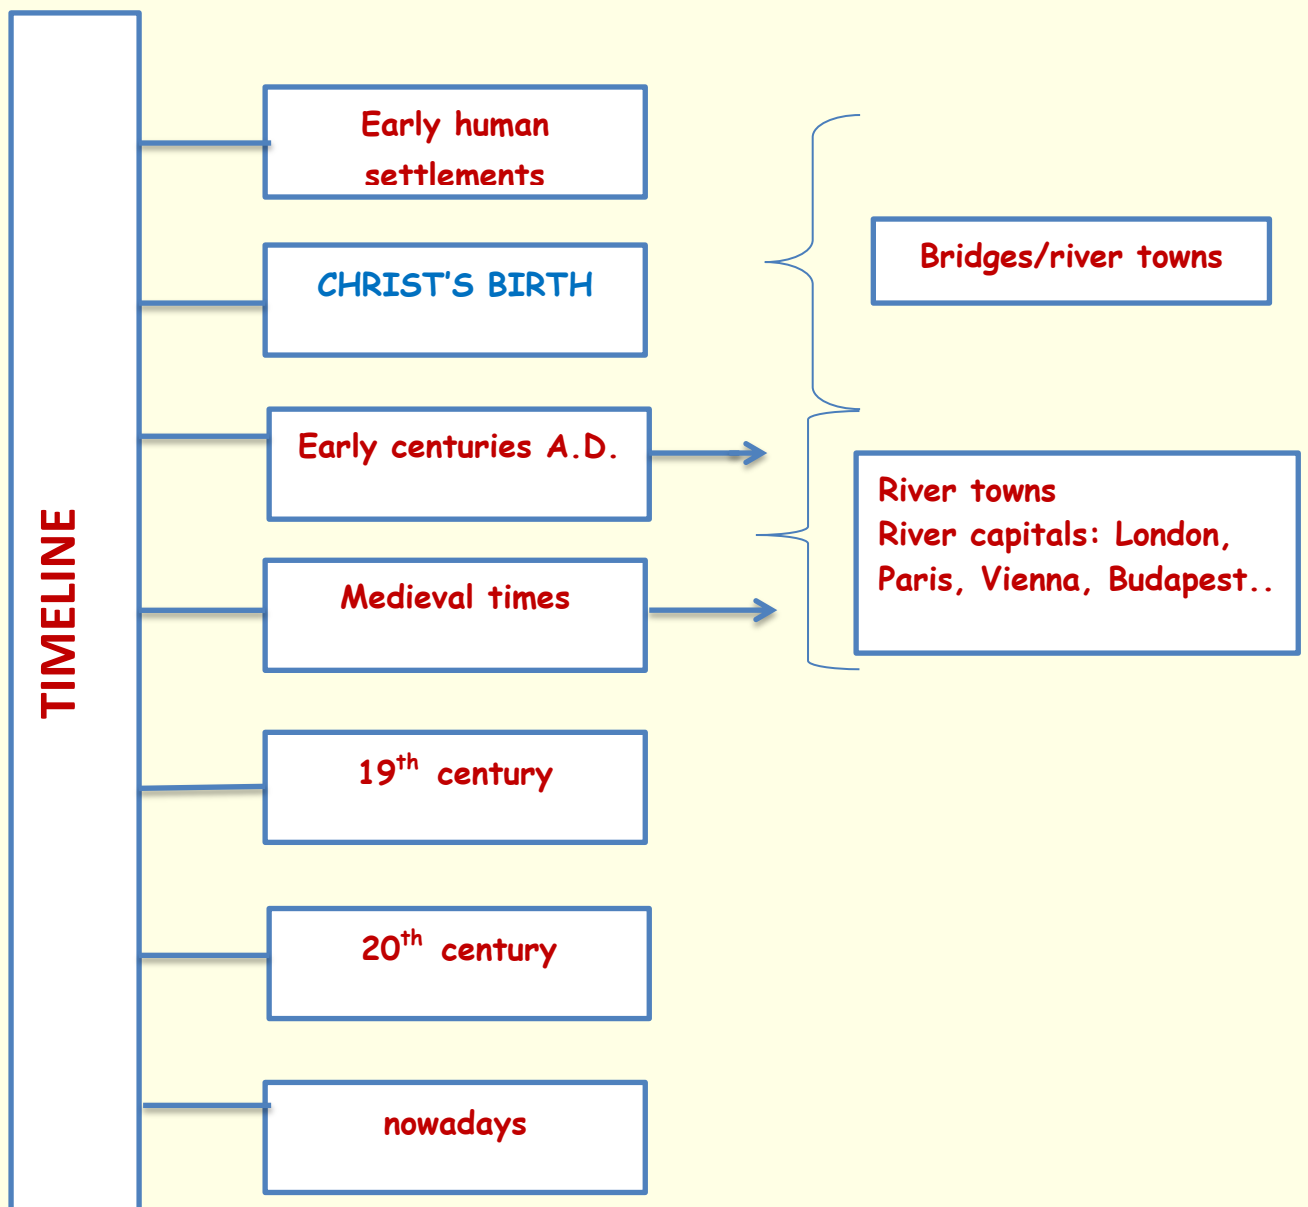 TIMELINE
Early human
settlements
CHRIST'S BIRTH
Bridges/river towns
Early centuries A.D.
River towns
River capitals: London,
Paris, Vienna, Budapest..
Medieval times
19th century
20th century
nowadays